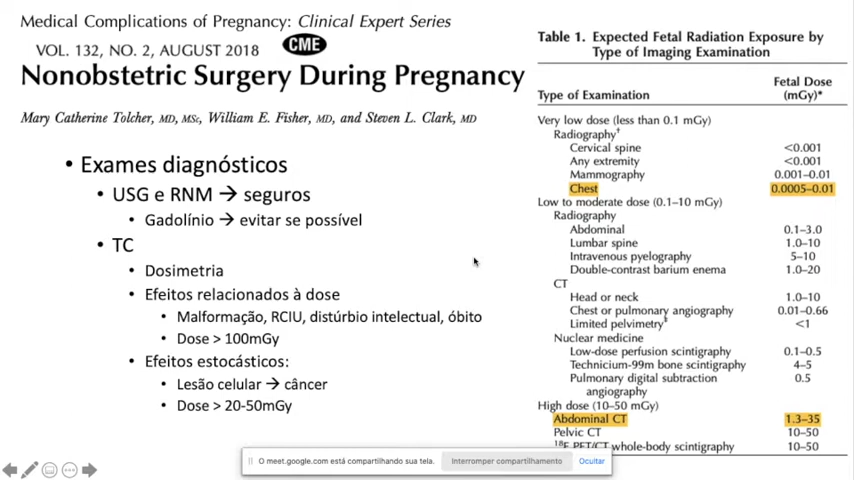 Medical Complications of Pregnancy: Clinical Expert Series
VOL. 132, NO. 2, AUGUST 2018
CME
Nonobstetric Surgery During Pregnancy
Mary Catherine Tolcher, MD, MSc, William E. Fisher, MD, and Steven L. Clark, MD
• Exames diagnósticos
• USG e RNM → seguros
• Gadolínio → evitar se possível
• TC
• Dosimetria
• Efeitos relacionados à dose
• Malformação, RCIU, distúrbio intelectual, óbito
• Dose > 100mGy
• Efeitos estocásticos:
• Lesão celular → câncer
• Dose > 20-50mGy
Table 1. Expected Fetal Radiation Exposure by
Type of Imaging Examination
Fetal Dose
Type of Examination (mGy)*
Very low dose (less than 0.1 mGy)
Radiography†
Cervical spine <0.001
Any extremity <0.001
Mammography 0.001–0.01
Chest 0.0005–0.01
Low to moderate dose (0.1–10 mGy)
Radiography
Abdominal 0.1–3.0
Lumbar spine 1.0–10
Intravenous pyelography 5–10
Double-contrast barium enema 1.0–20
CT
Head or neck 1.0–10
Chest or pulmonary angiography 0.01–0.66
Limited pelvimetry‡ <1
Nuclear medicine
Low-dose perfusion scintigraphy 0.1–0.5
Technicium-99m bone scintigraphy 4–5
Pulmonary digital subtraction 0.5
angiography
High dose (10–50 mGy)
Abdominal CT 1.3–35
Pelvic CT 10–50
18F PET/CT whole-body scintigraphy 10–50
O meet.google.com está compartilhando sua tela.
Interromper compartilhamento
Ocultar